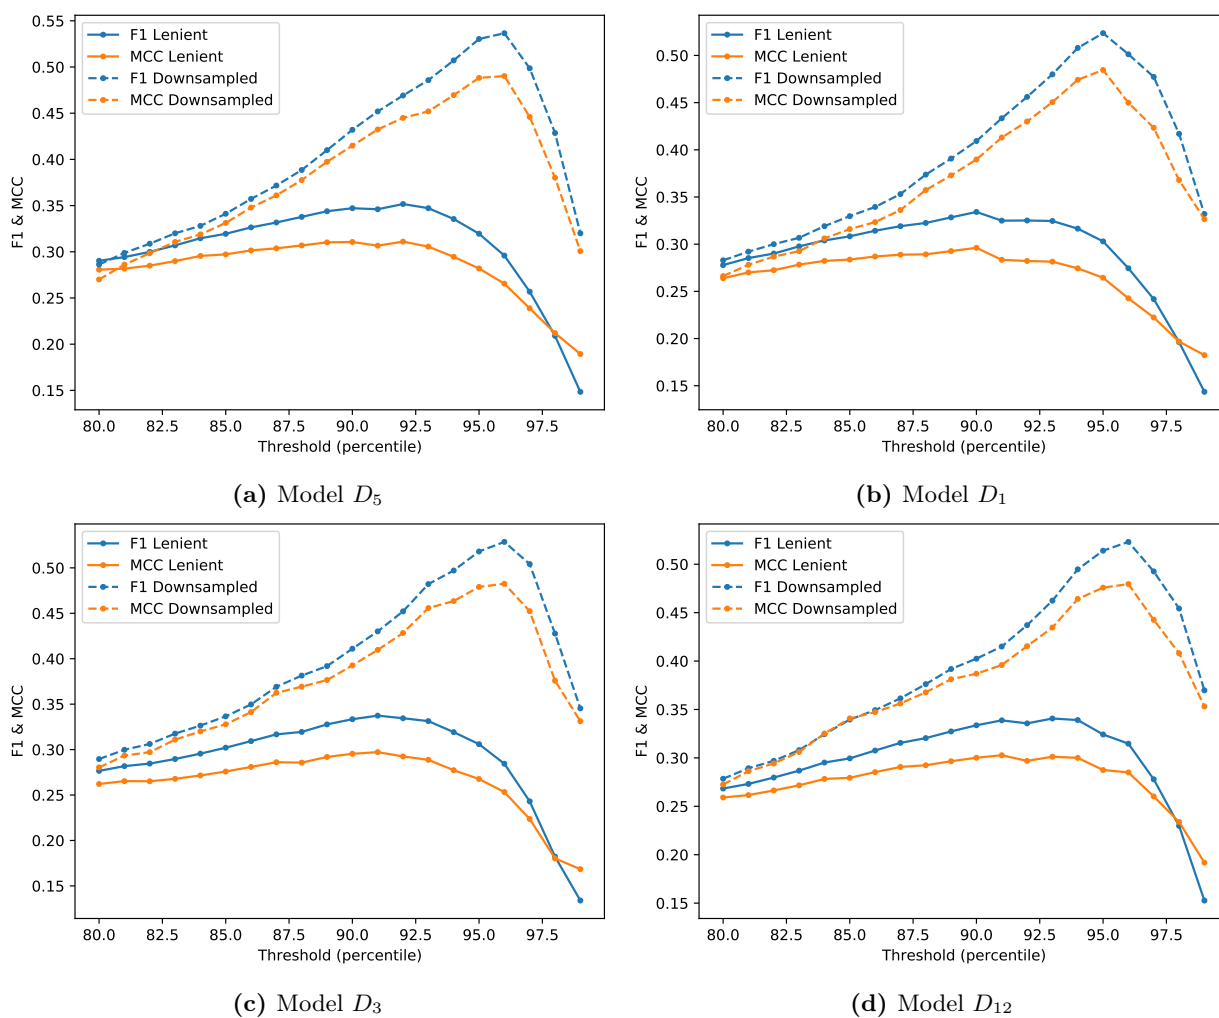 F1 & MCC
0.55
0.50
0.45
0.40
0.35
0.30
0.25
0.20
0.15
F1 Lenient
MCC Lenient
F1 Downsampled
MCC Downsampled
80.0 82.5 85.0 87.5 90.0 92.5 95.0 97.5
Threshold (percentile)
(a) Model D5
F1 & MCC
0.50
0.45
0.40
0.35
0.30
0.25
0.20
0.15
F1 Lenient
MCC Lenient
F1 Downsampled
MCC Downsampled
80.0 82.5 85.0 87.5 90.0 92.5 95.0 97.5
Threshold (percentile)
(b) Model D1
F1 & MCC
0.50
0.45
0.40
0.35
0.30
0.25
0.20
0.15
F1 Lenient
MCC Lenient
F1 Downsampled
MCC Downsampled
80.0 82.5 85.0 87.5 90.0 92.5 95.0 97.5
Threshold (percentile)
(c) Model D3
F1 & MCC
0.50
0.45
0.40
0.35
0.30
0.25
0.20
0.15
F1 Lenient
MCC Lenient
F1 Downsampled
MCC Downsampled
80.0 82.5 85.0 87.5 90.0 92.5 95.0 97.5
Threshold (percentile)
(d) Model D12